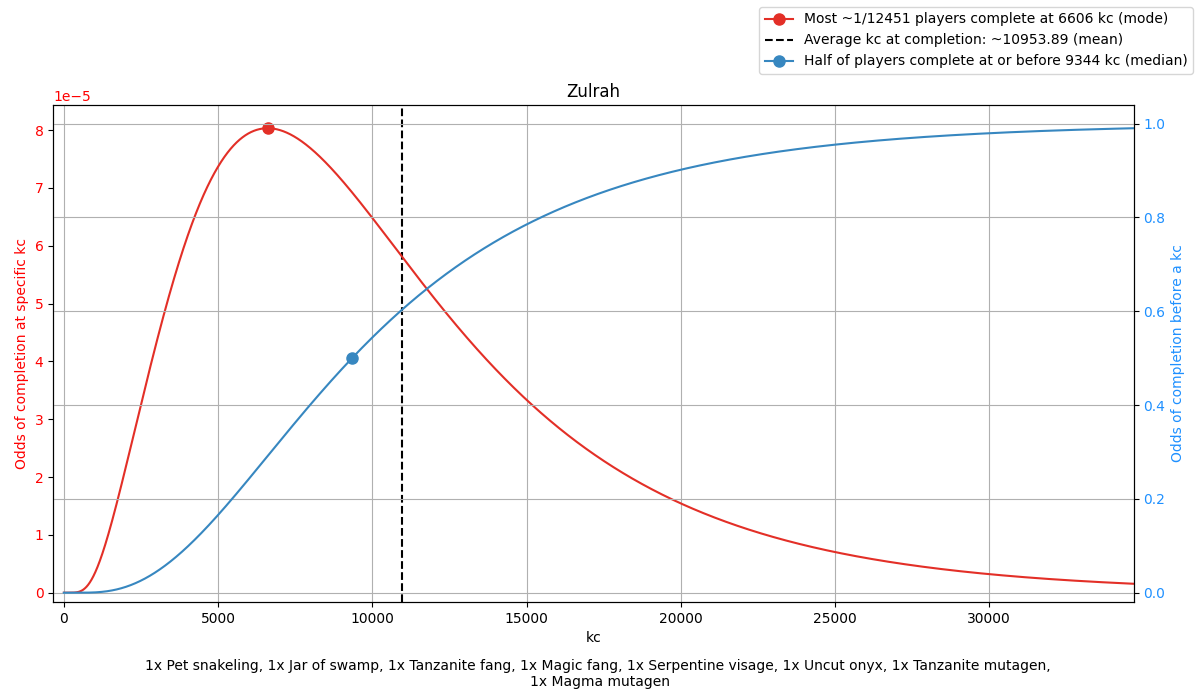 Most ~1/12451 players complete at 6606 kc (mode)
Average kc at completion: ~10953.89 (mean)
Half of players complete at or before 9344 kc (median)
Zulrah
1e−5
8
7
6
5
4
3
2
1
0
Odds of completion at specific kc
1.0
0.8
0.6
0.4
0.2
0.0
Odds of completion before a kc
0 5000 10000 15000 20000 25000 30000
kc
1x Pet snakeling, 1x Jar of swamp, 1x Tanzanite fang, 1x Magic fang, 1x Serpentine visage, 1x Uncut onyx, 1x Tanzanite mutagen,
1x Magma mutagen